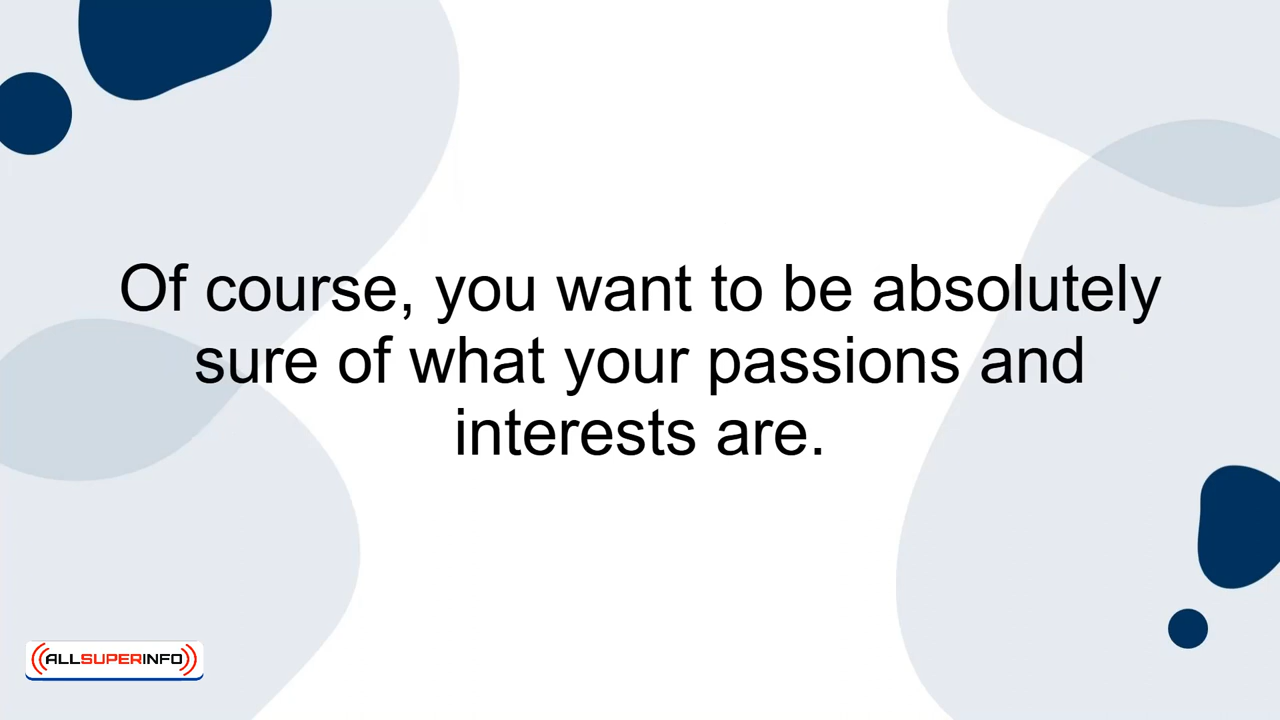 Of course, you want to be absolutely
sure of what your passions and
interests are.
ALLSUPERINFO